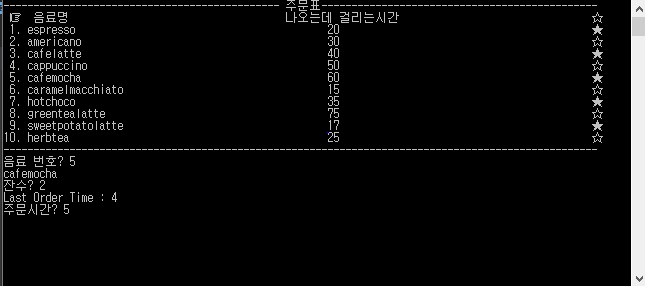 주문표
☞ 음료명 나오는데 걸리는시간 ☆
1. espresso 20 ★
2. americano 30 ☆
3. cafelatte 40 ★
4. cappuccino 50 ☆
5. cafemocha 60 ★
6. caramelmacchiato 15 ☆
7. hotchoco 35 ★
8. greentealatte 75 ☆
9. sweetpotatolatte 17 ★
10. herbtea 25 ☆
음료 번호? 5
cafemocha
잔수? 2
Last Order Time : 4
주문시간? 5